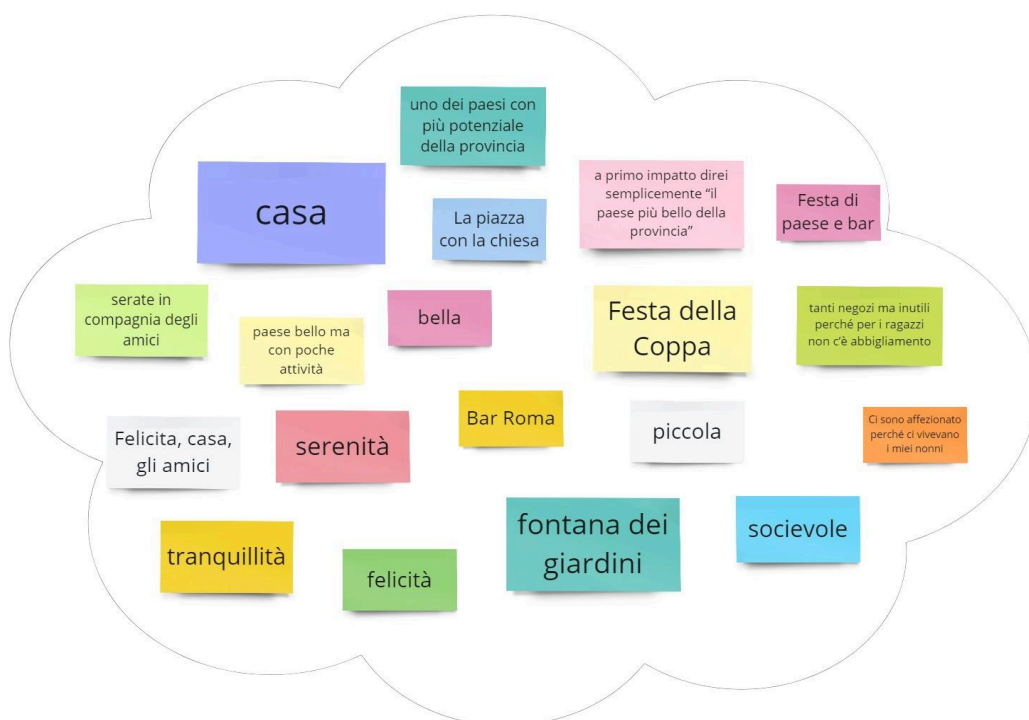 uno dei paesi con
più potenziale
della provincia
casa
La piazza
con la chiesa
a primo impatto direi
semplicemente “il
paese più bello della
provincia”
Festa di
paese e bar
serate in
compagnia degli
amici
paese bello ma
con poche
attività
bella
Festa della
Coppa
tanti negozi ma inutili
perché per i ragazzi
non c’è abbigliamento
Felicita, casa,
gli amici
serenità
Bar Roma
piccola
Ci sono affezionato
perché ci vivevano
i miei nonni
tranquillità
felicità
fontana dei
giardini
socievole